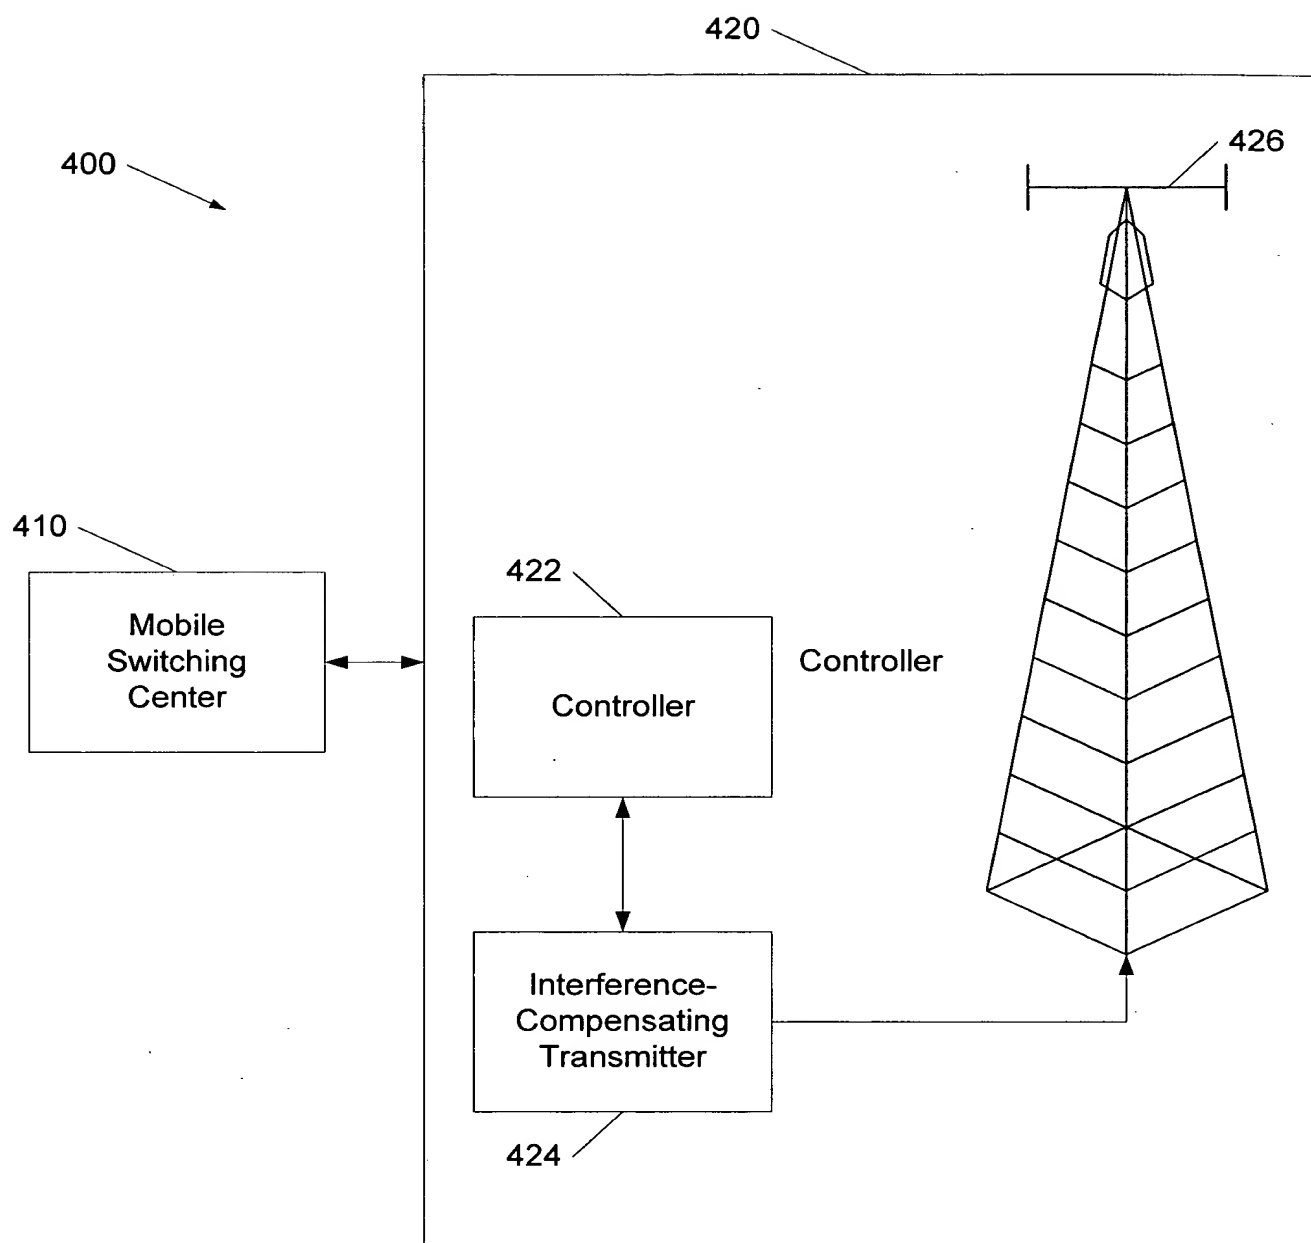 420
426
400
410
Mobile
Switching
Center
422
Controller
Controller
Interference-
Compensating
Transmitter
424